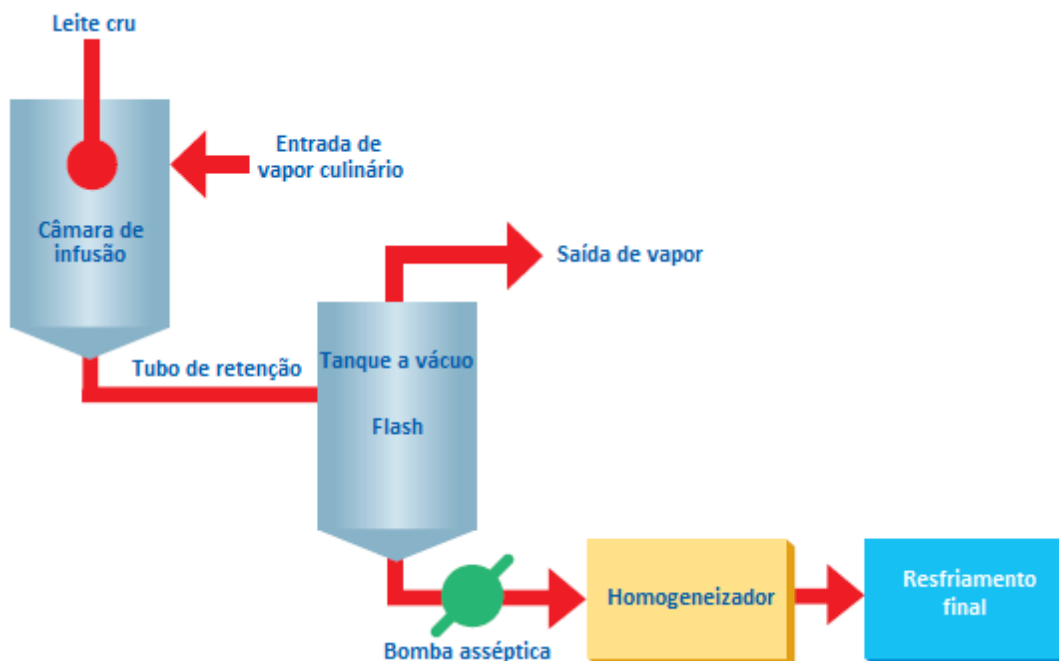 Leite cru
Entrada de
vapor culinário
Câmara de
infusão
Saída de vapor
Tubo de retenção
Tanque a vácuo
Flash
Bomba asséptica
Homogeneizador
Resfriamento
final